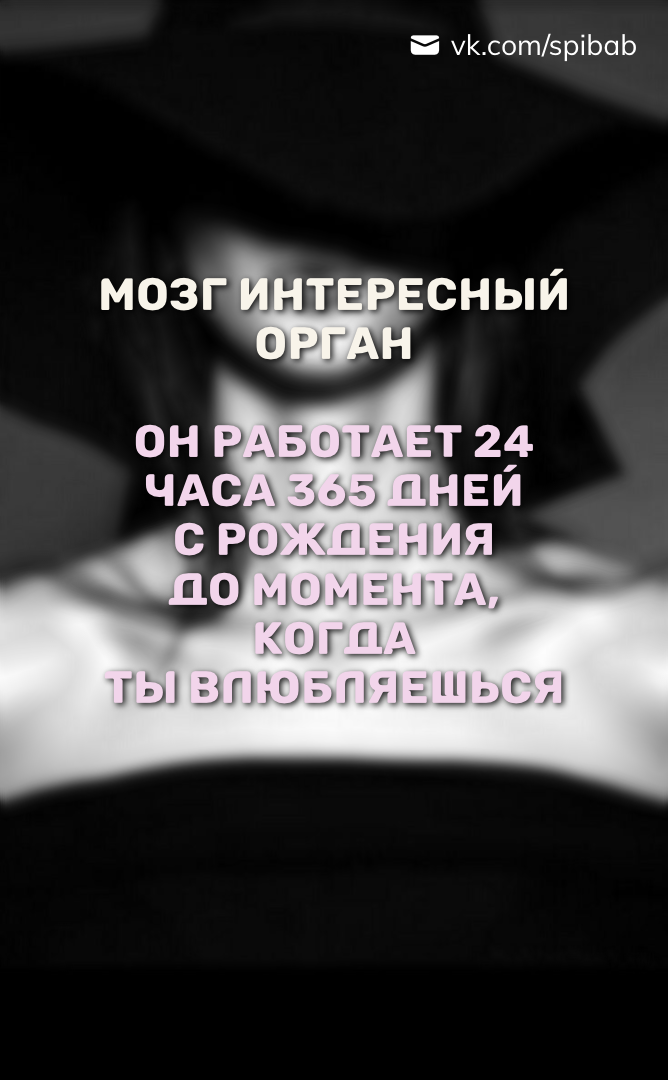 vk.com/spibab
МОЗГ ИНТЕРЕСНЫЙ
ОРГАН
ОН РАБОТАЕТ 24
ЧАСА 365 ДНЕЙ
С РОЖДЕНИЯ
ДО МОМЕНТА,
КОГДА
ТЫ ВЛЮБЛЯЕШЬСЯ